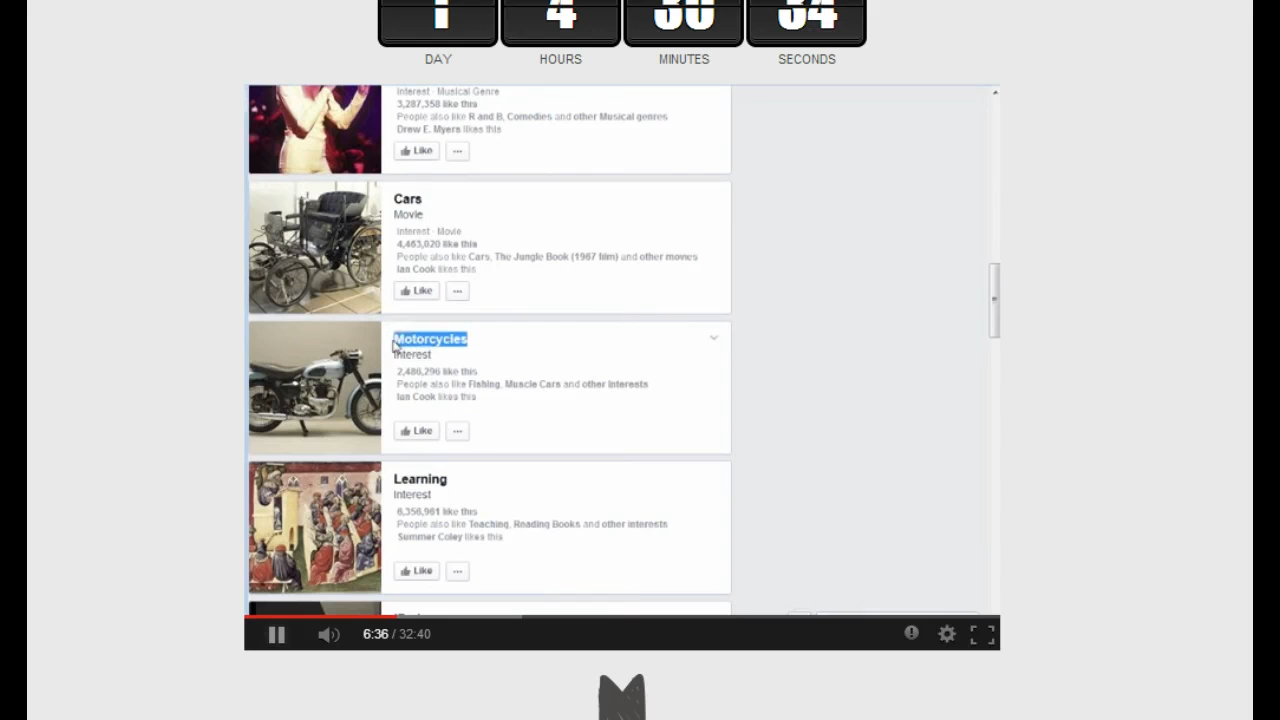 1 4 30 34
DAY HOURS MINUTES SECONDS
Interest · Musical Genre
3,287,358 like this
People also like R and B, Comedies and other Musical genres
Drew E. Myers likes this
Like ...
Cars
Movie
Interest · Movie
4,463,020 like this
People also like Cars, The Jungle Book (1967 film) and other movies
Ian Cook likes this
Like ...
Motorcycles
Interest
2,486,296 like this
People also like Fishing, Muscle Cars and other interests
Ian Cook likes this
Like ...
Learning
Interest
6,356,961 like this
People also like Teaching, Reading Books and other interests
Summer Coley likes this
Like ...
6:36 / 32:40